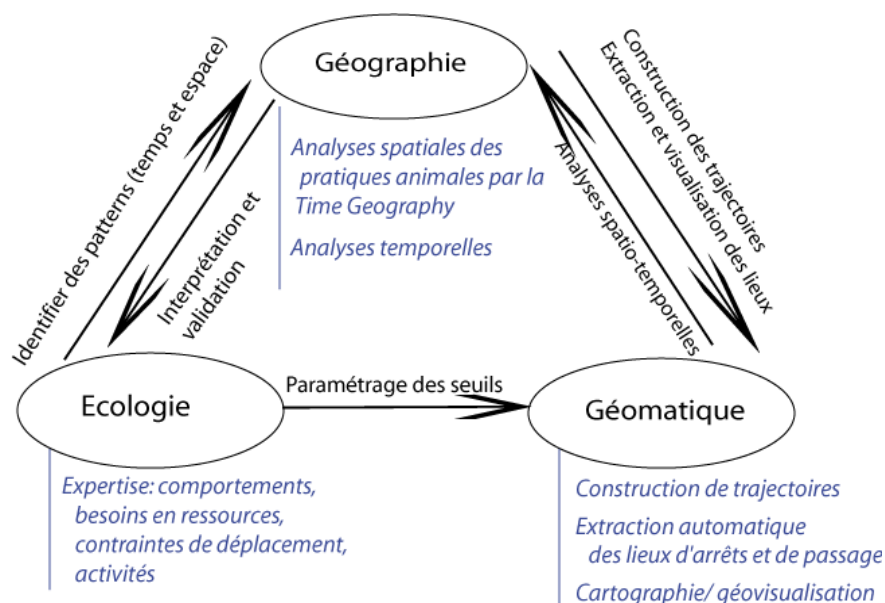 Géographie
Analyses spatiales des
pratiques animales par la
Time Geography
Analyses temporelles
Identifier des patterns (temps et espace)
Interprétation et
validation
Construction des trajectoires
Extraction et visualisation des lieux
Analyses spatio-temporelles
Ecologie
Paramétrage des seuils
Géomatique
Expertise: comportements,
besoins en ressources,
contraintes de déplacement,
activités
Construction de trajectoires
Extraction automatique
des lieux d'arrêts et de passage
Cartographie/ géovisualisation